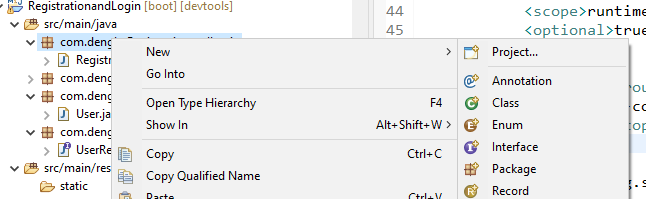 RegistrationandLogin [boot] [devtools]
src/main/java
com.deng
Regist
com.deng
com.deng
User.ja
com.deng
UserRe
src/main/res
static
New
Go Into
Open Type Hierarchy F4
Show In Alt+Shift+W
Copy Ctrl+C
Copy Qualified Name
Paste Ctrl+V
Project...
Annotation
Class
Enum
Interface
Package
Record
44 <scope>runtime
45 <optional>true